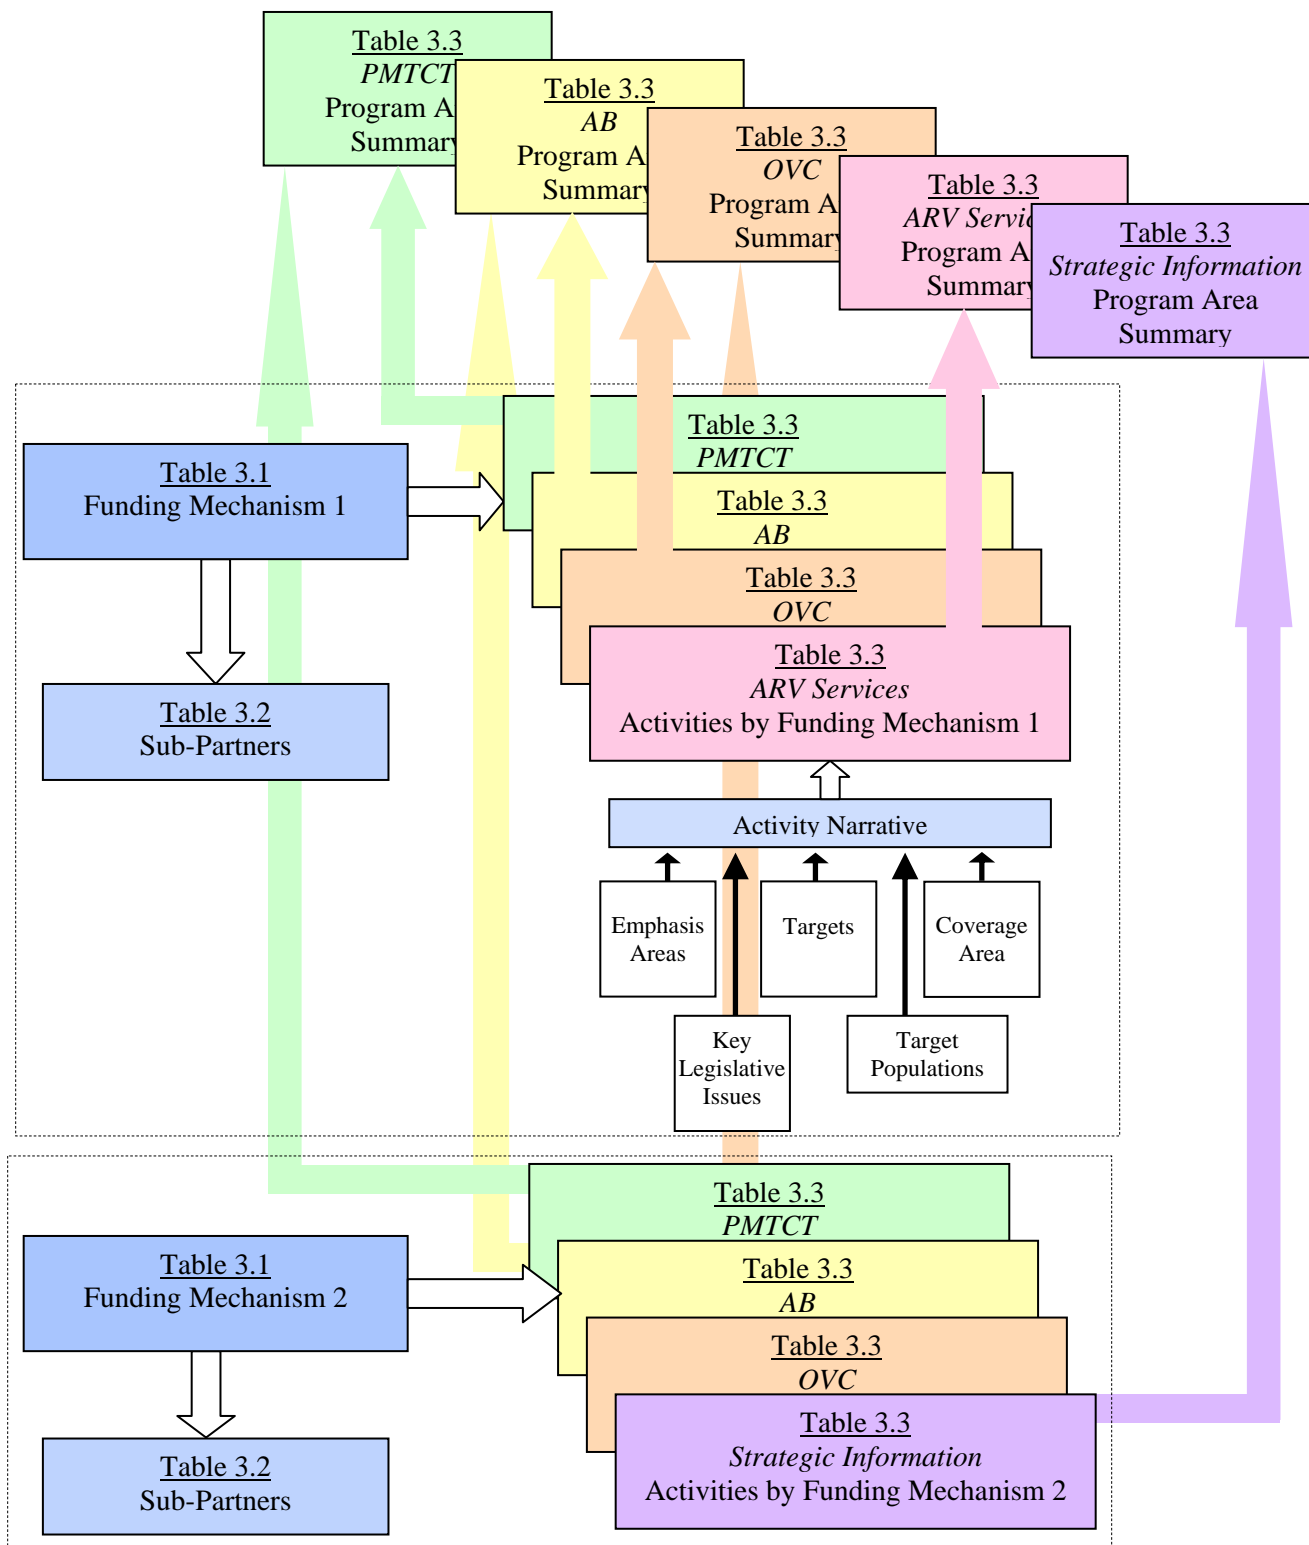 Table 3.3
PMTCT
Program A
Summary
Table 3.3
AB
Program A
Summary
Table 3.3
OVC
Program A
Summary
Table 3.3
ARV Servic
Program A
Summary
Table 3.3
Strategic Information
Program Area
Summary
Table 3.1
Funding Mechanism 1
Table 3.2
Sub-Partners
Table 3.3
PMTCT
Table 3.3
AB
Table 3.3
OVC
Table 3.3
ARV Services
Activities by Funding Mechanism 1
Activity Narrative
Emphasis
Areas
Targets
Coverage
Area
Key
Legislative
Issues
Target
Populations
Table 3.1
Funding Mechanism 2
Table 3.2
Sub-Partners
Table 3.3
PMTCT
Table 3.3
AB
Table 3.3
OVC
Table 3.3
Strategic Information
Activities by Funding Mechanism 2